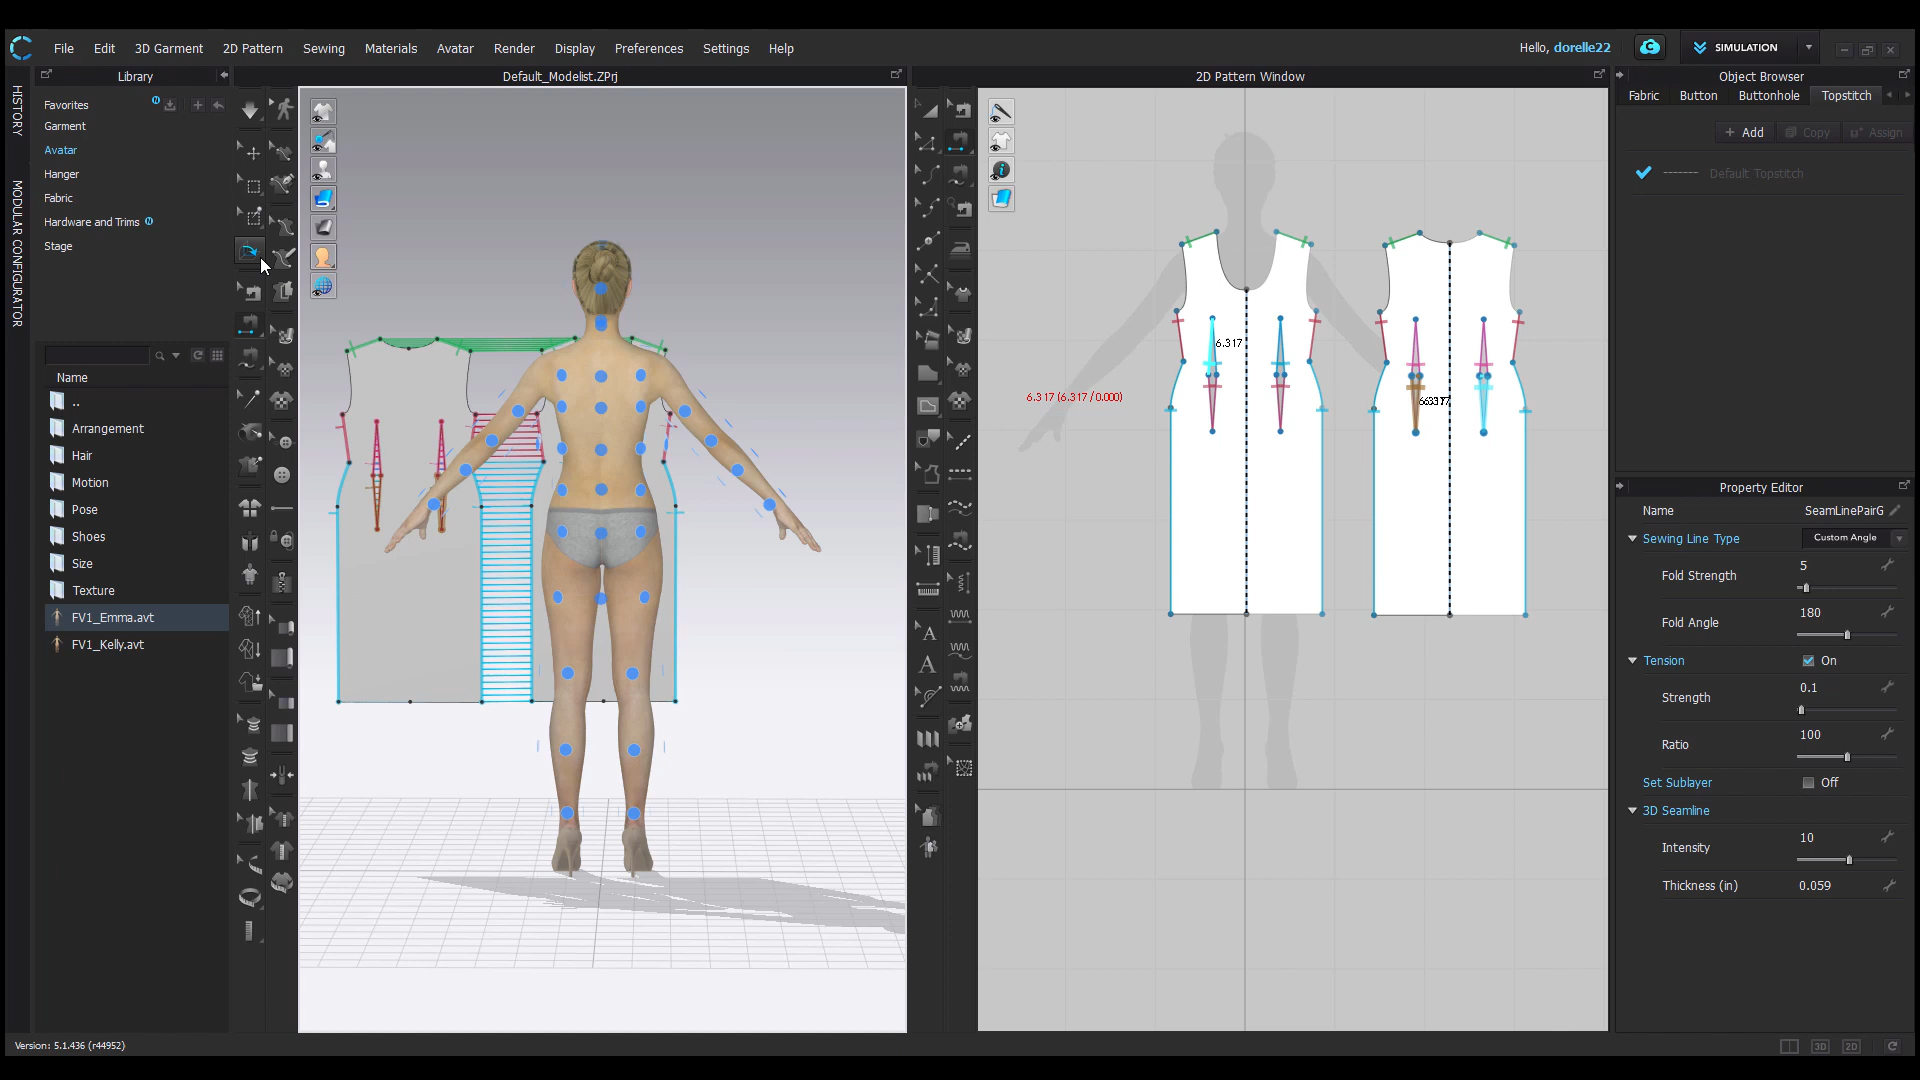 File Edit 3D Garment 2D Pattern Sewing Materials Avatar Render Display Preferences Settings Help
Hello, dorelle22
SIMULATION
Library
Default_Modelist.ZPrj
2D Pattern Window
Object Browser
HISTORY
MODULAR CONFIGURATOR
Favorites
Garment
Avatar
Hanger
Fabric
Hardware and Trims
Stage
Name
..
Arrangement
Hair
Motion
Pose
Shoes
Size
Texture
FV1_Emma.avt
FV1_Kelly.avt
6.317
6.317 (6.317/0.000)
Fabric Button Buttonhole Topstitch
+ Add Copy Assign
Default Topstitch
Property Editor
Name SeamLinePairG
Sewing Line Type Custom Angle
Fold Strength 5
Fold Angle 180
Tension On
Strength 0.1
Ratio 100
Set Sublayer Off
3D Seamline
Intensity 10
Thickness (in) 0.059
Version: 5.1.436 (r44952)
3D 2D